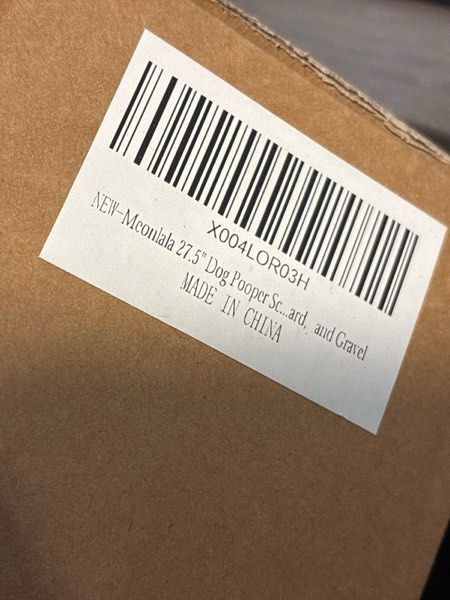 X004LOR03H
NEW-Mconlala 27.5" Dog Pooper Sc...ard, and Gravel
MADE IN CHINA